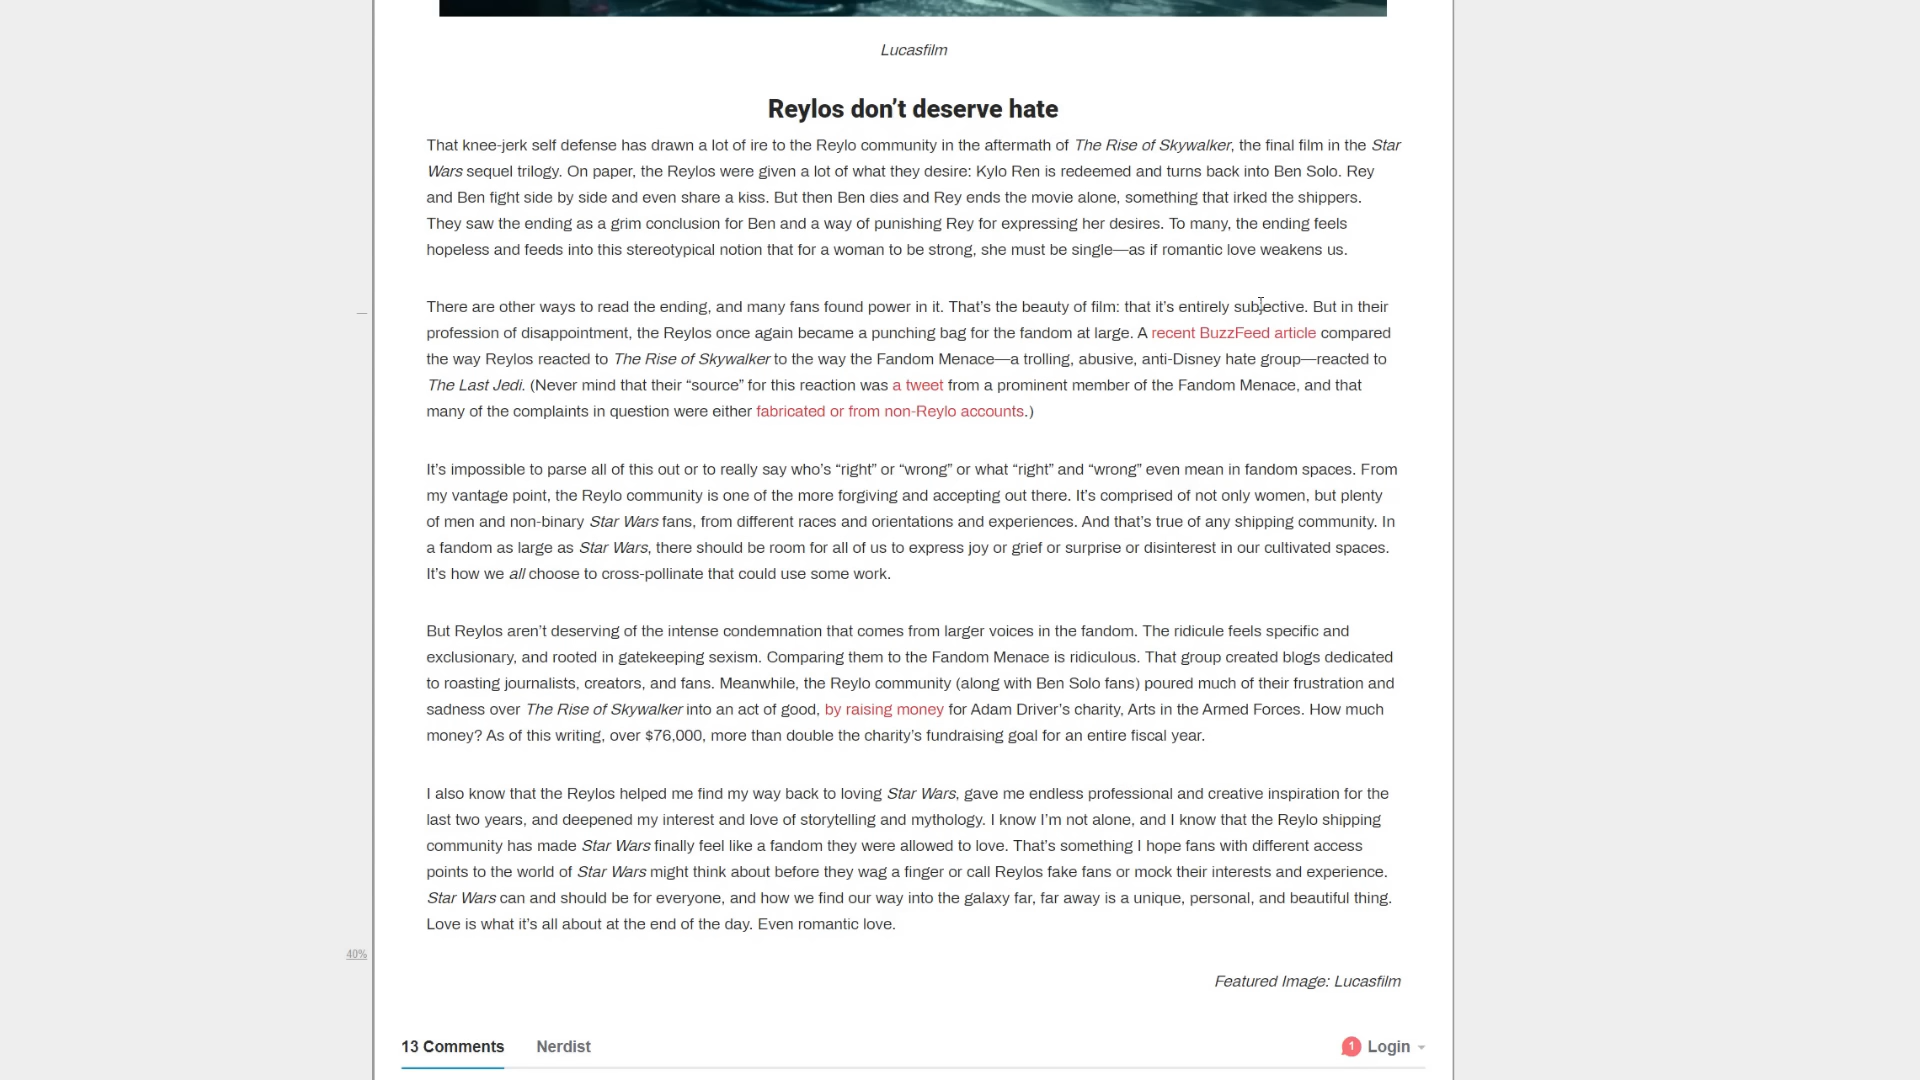 Lucasfilm
Reylos don’t deserve hate
That knee-jerk self defense has drawn a lot of ire to the Reylo community in the aftermath of The Rise of Skywalker, the final film in the Star
Wars sequel trilogy. On paper, the Reylos were given a lot of what they desire: Kylo Ren is redeemed and turns back into Ben Solo. Rey
and Ben fight side by side and even share a kiss. But then Ben dies and Rey ends the movie alone, something that irked the shippers.
They saw the ending as a grim conclusion for Ben and a way of punishing Rey for expressing her desires. To many, the ending feels
hopeless and feeds into this stereotypical notion that for a woman to be strong, she must be single—as if romantic love weakens us.
There are other ways to read the ending, and many fans found power in it. That’s the beauty of film: that it’s entirely subjective. But in their
profession of disappointment, the Reylos once again became a punching bag for the fandom at large. A recent BuzzFeed article compared
the way Reylos reacted to The Rise of Skywalker to the way the Fandom Menace—a trolling, abusive, anti-Disney hate group—reacted to
The Last Jedi. (Never mind that their “source” for this reaction was a tweet from a prominent member of the Fandom Menace, and that
many of the complaints in question were either fabricated or from non-Reylo accounts.)
It’s impossible to parse all of this out or to really say who’s “right” or “wrong” or what “right” and “wrong” even mean in fandom spaces. From
my vantage point, the Reylo community is one of the more forgiving and accepting out there. It’s comprised of not only women, but plenty
of men and non-binary Star Wars fans, from different races and orientations and experiences. And that’s true of any shipping community. In
a fandom as large as Star Wars, there should be room for all of us to express joy or grief or surprise or disinterest in our cultivated spaces.
It’s how we all choose to cross-pollinate that could use some work.
But Reylos aren’t deserving of the intense condemnation that comes from larger voices in the fandom. The ridicule feels specific and
exclusionary, and rooted in gatekeeping sexism. Comparing them to the Fandom Menace is ridiculous. That group created blogs dedicated
to roasting journalists, creators, and fans. Meanwhile, the Reylo community (along with Ben Solo fans) poured much of their frustration and
sadness over The Rise of Skywalker into an act of good, by raising money for Adam Driver’s charity, Arts in the Armed Forces. How much
money? As of this writing, over $76,000, more than double the charity’s fundraising goal for an entire fiscal year.
I also know that the Reylos helped me find my way back to loving Star Wars, gave me endless professional and creative inspiration for the
last two years, and deepened my interest and love of storytelling and mythology. I know I’m not alone, and I know that the Reylo shipping
community has made Star Wars finally feel like a fandom they were allowed to love. That’s something I hope fans with different access
points to the world of Star Wars might think about before they wag a finger or call Reylos fake fans or mock their interests and experience.
Star Wars can and should be for everyone, and how we find our way into the galaxy far, far away is a unique, personal, and beautiful thing.
Love is what it’s all about at the end of the day. Even romantic love.
40%
Featured Image: Lucasfilm
13 Comments Nerdist 1 Login